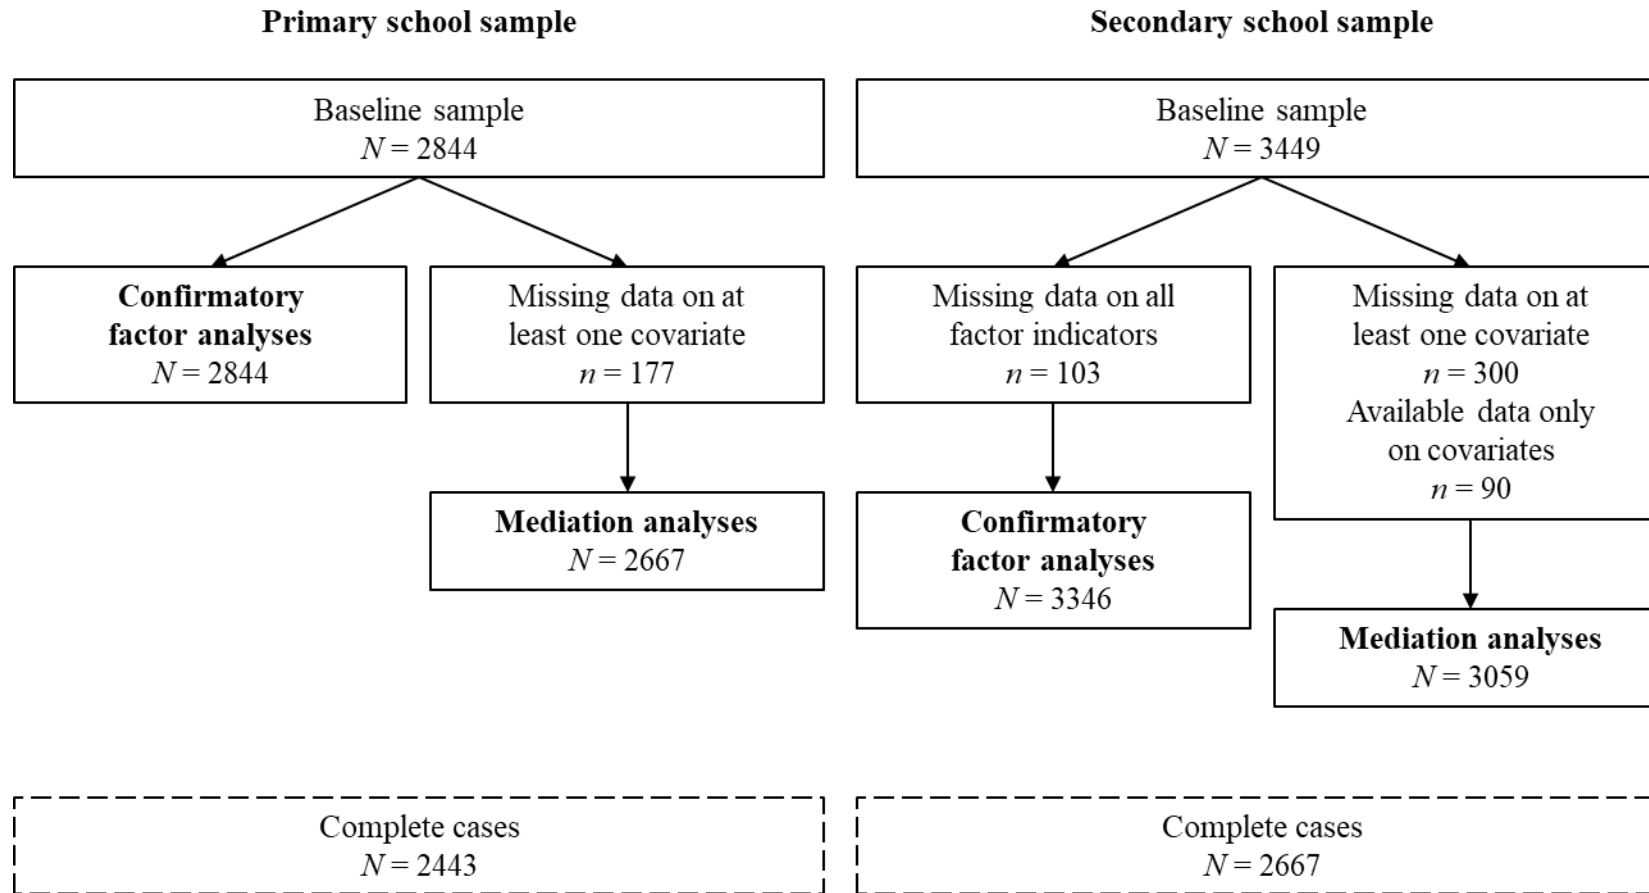 Primary school sample
Baseline sample
N = 2844
Confirmatory
factor analyses
N = 2844
Missing data on at
least one covariate
n = 177
Mediation analyses
N = 2667
Complete cases
N = 2443
Secondary school sample
Baseline sample
N = 3449
Missing data on all
factor indicators
n = 103
Confirmatory
factor analyses
N = 3346
Missing data on at
least one covariate
n = 300
Available data only
on covariates
n = 90
Mediation analyses
N = 3059
Complete cases
N = 2667